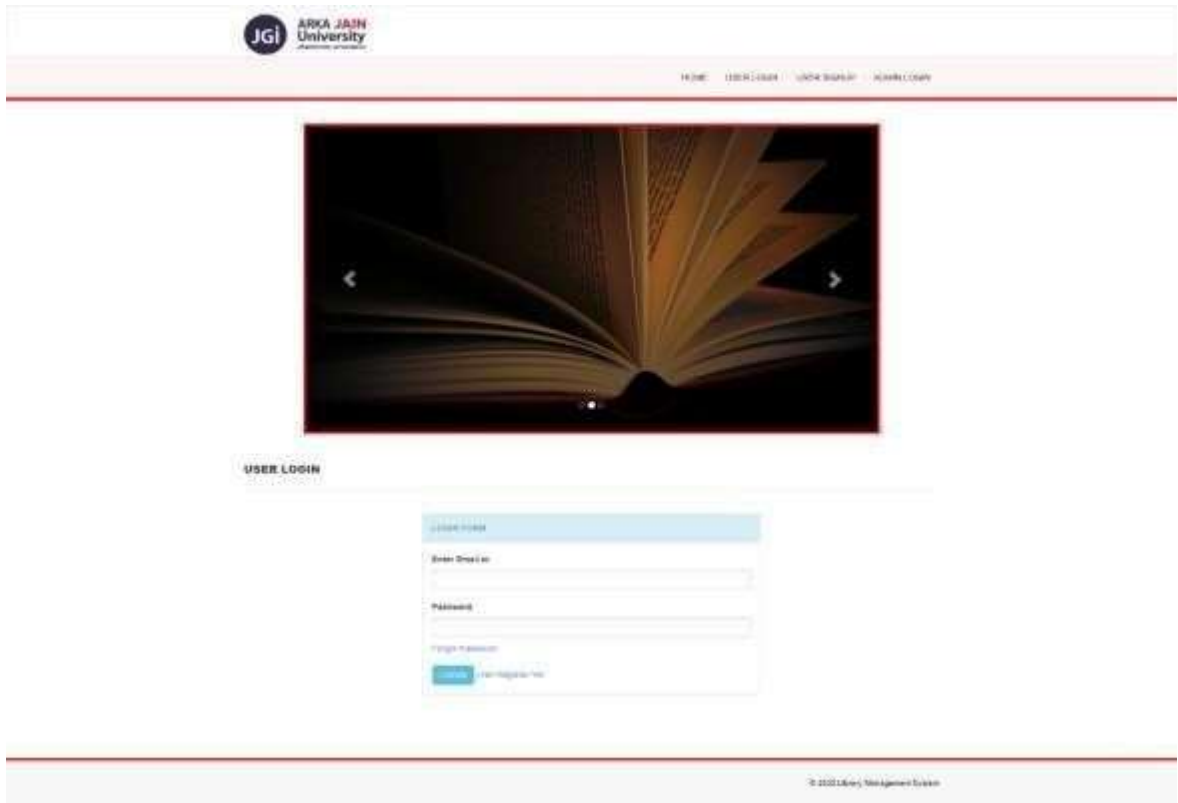 JGi
ARKA JAIN
University
HOME USER LOGIN USER SIGNUP ADMIN LOGIN
USER LOGIN
LOGIN FORM
Enter Email id
Password
Forgot Password
LOGIN | Not Register Yet
Library Management System